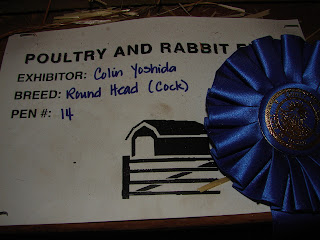 POULTRY AND RABBIT
EXHIBITOR: Colin Yoshida
BREED: Round Head (Cock)
PEN #: 14